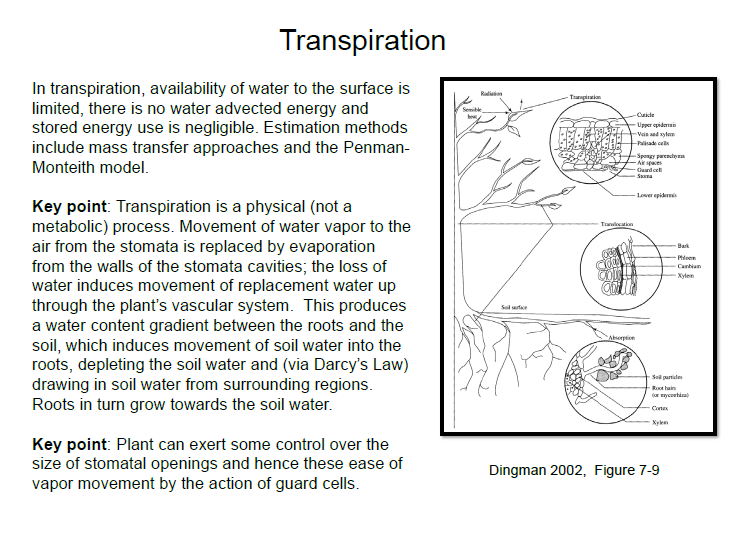 Transpiration
In transpiration, availability of water to the surface is
limited, there is no water advected energy and
stored energy use is negligible. Estimation methods
include mass transfer approaches and the Penman-
Monteith model.
Key point: Transpiration is a physical (not a
metabolic) process. Movement of water vapor to the
air from the stomata is replaced by evaporation
from the walls of the stomata cavities; the loss of
water induces movement of replacement water up
through the plant's vascular system.  This produces
a water content gradient between the roots and the
soil, which induces movement of soil water into the
roots, depleting the soil water and (via Darcy's Law)
drawing in soil water from surrounding regions.
Roots in turn grow towards the soil water.
Key point: Plant can exert some control over the
size of stomatal openings and hence these ease of
vapor movement by the action of guard cells.
Radiation
Transpiration
Sensible
heat
Cuticle
Upper epidermis
Vein and xylem
Palisade cells
Spongy parenchyma
Air spaces
Guard cell
Stoma
Lower epidermis
Translocation
Bark
Phloem
Cambium
Xylem
Soil surface
Absorption
Soil particles
Root hairs
(or mycorrhiza)
Cortex
Xylem
Dingman 2002,  Figure 7-9